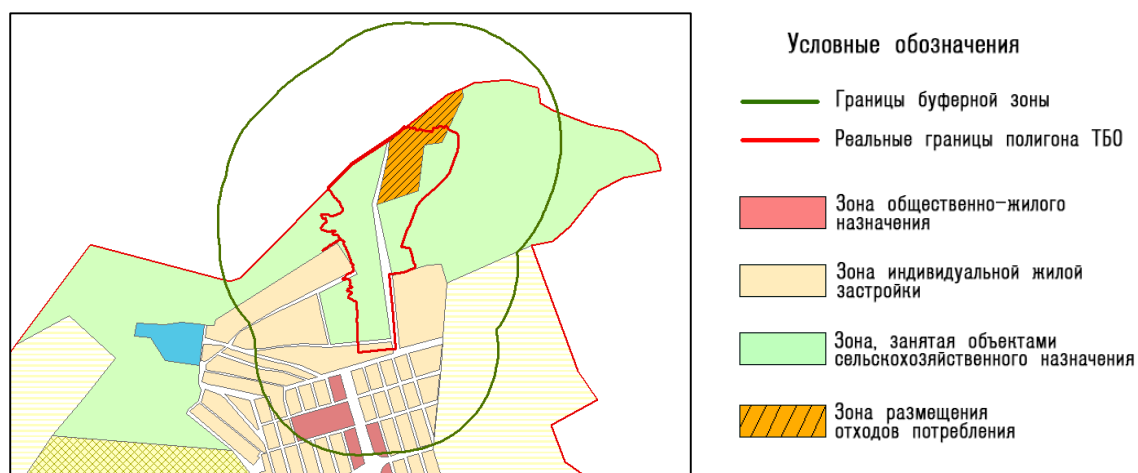 Условные обозначения
Границы буферной зоны
Реальные границы полигона ТБО
Зона общественно-жилого
назначения
Зона индивидуальной жилой
застройки
Зона, занятая объектами
сельскохозяйственного назначения
Зона размещения
отходов потребления